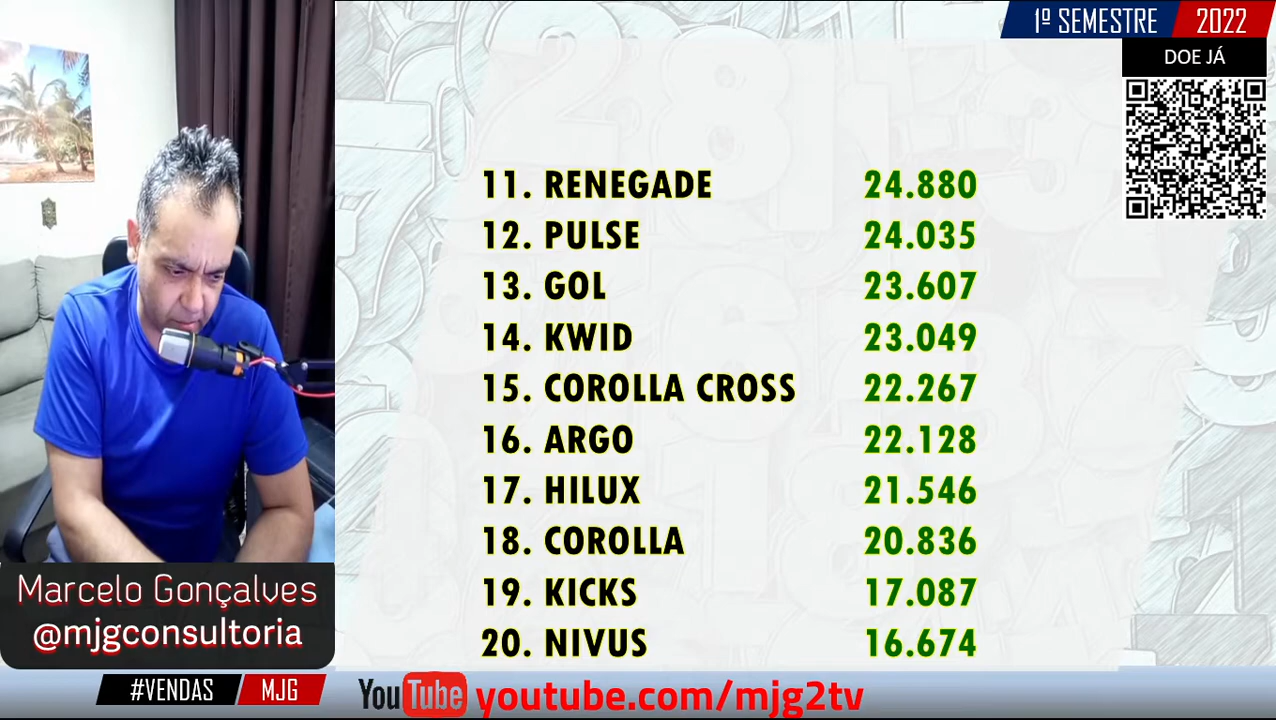 1º SEMESTRE 2022
DOE JÁ
11. RENEGADE 24.880
12. PULSE 24.035
13. GOL 23.607
14. KWID 23.049
15. COROLLA CROSS 22.267
16. ARGO 22.128
17. HILUX 21.546
18. COROLLA 20.836
19. KICKS 17.087
20. NIVUS 16.674
Marcelo Gonçalves
@mjgconsultoria
#VENDAS MJG YouTube youtube.com/mjg2tv